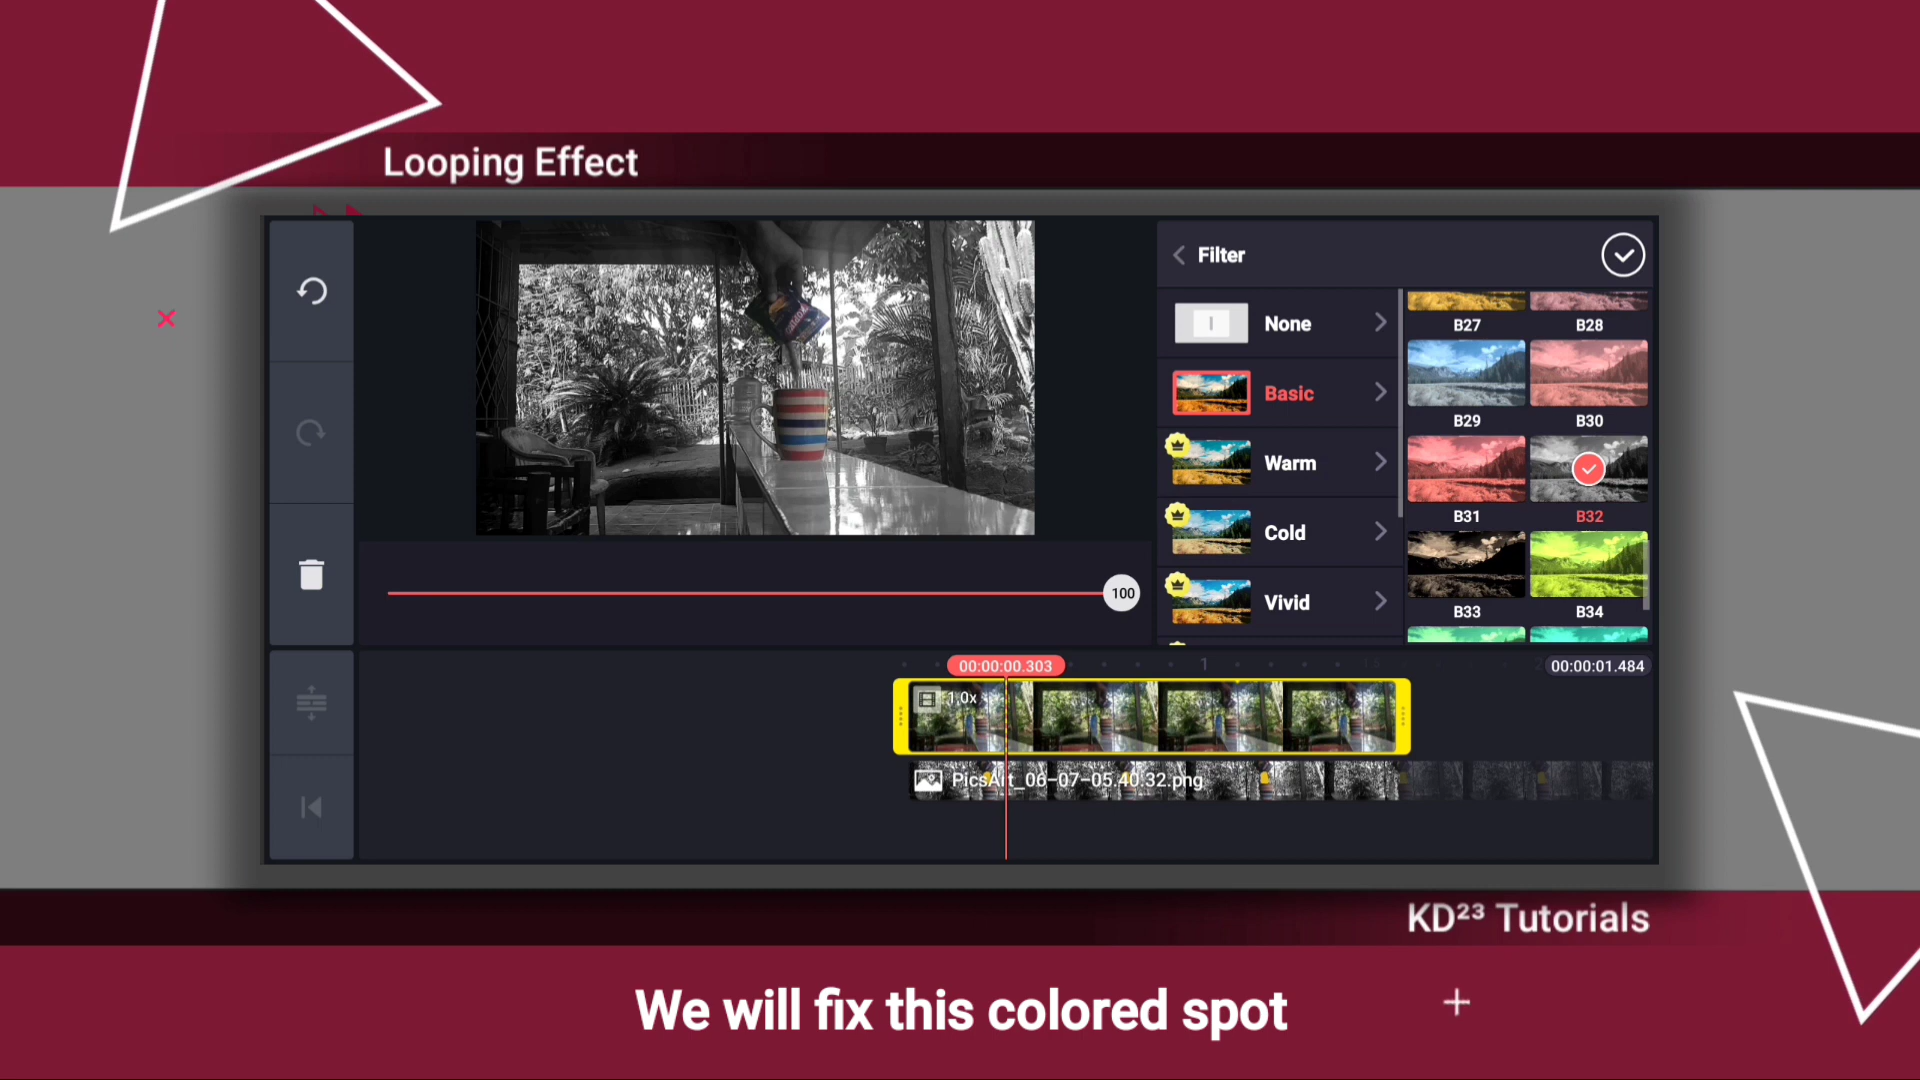 Looping Effect
Filter
None
Basic
Warm
Cold
Vivid
B27
B28
B29
B30
B31
B32
B33
B34
100
00:00:00.303
1
00:00:01.484
1.0x
PicsArt_06-07-05.40.32.png
KD²³ Tutorials
We will fix this colored spot